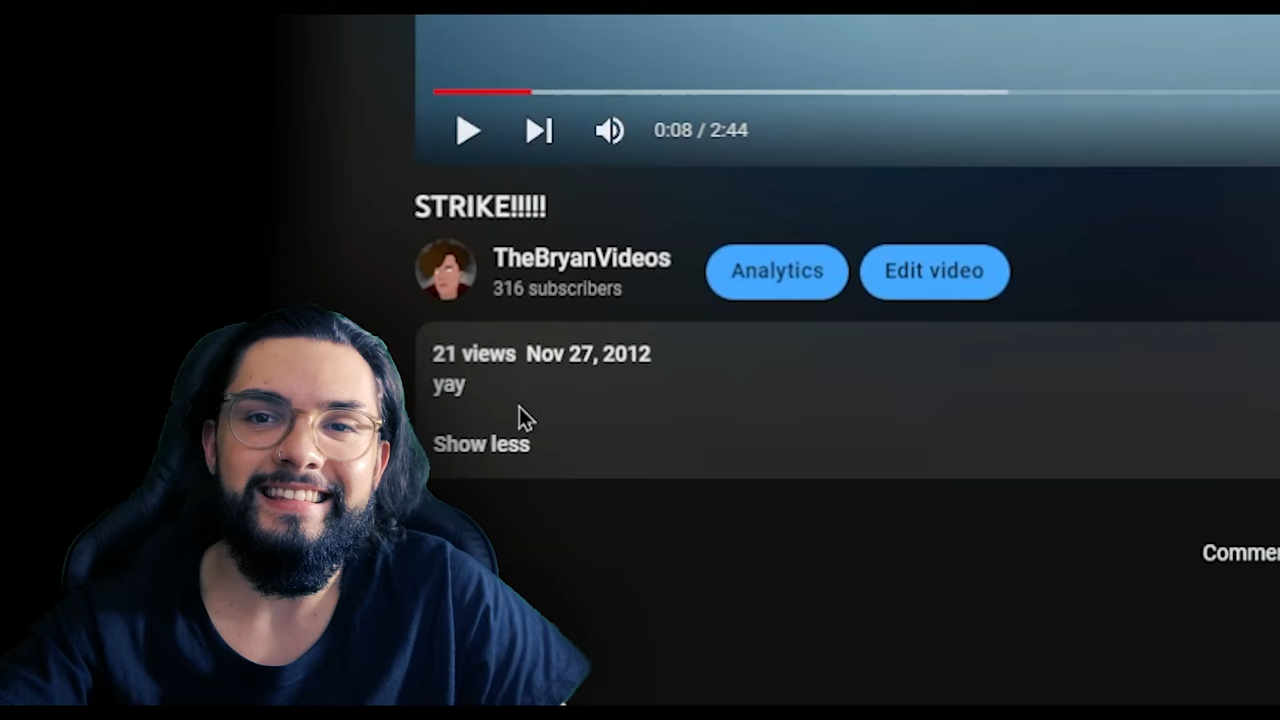 0:08 / 2:44
STRIKE!!!!!
TheBryanVideos
316 subscribers
Analytics
Edit video
21 views Nov 27, 2012
yay
Show less